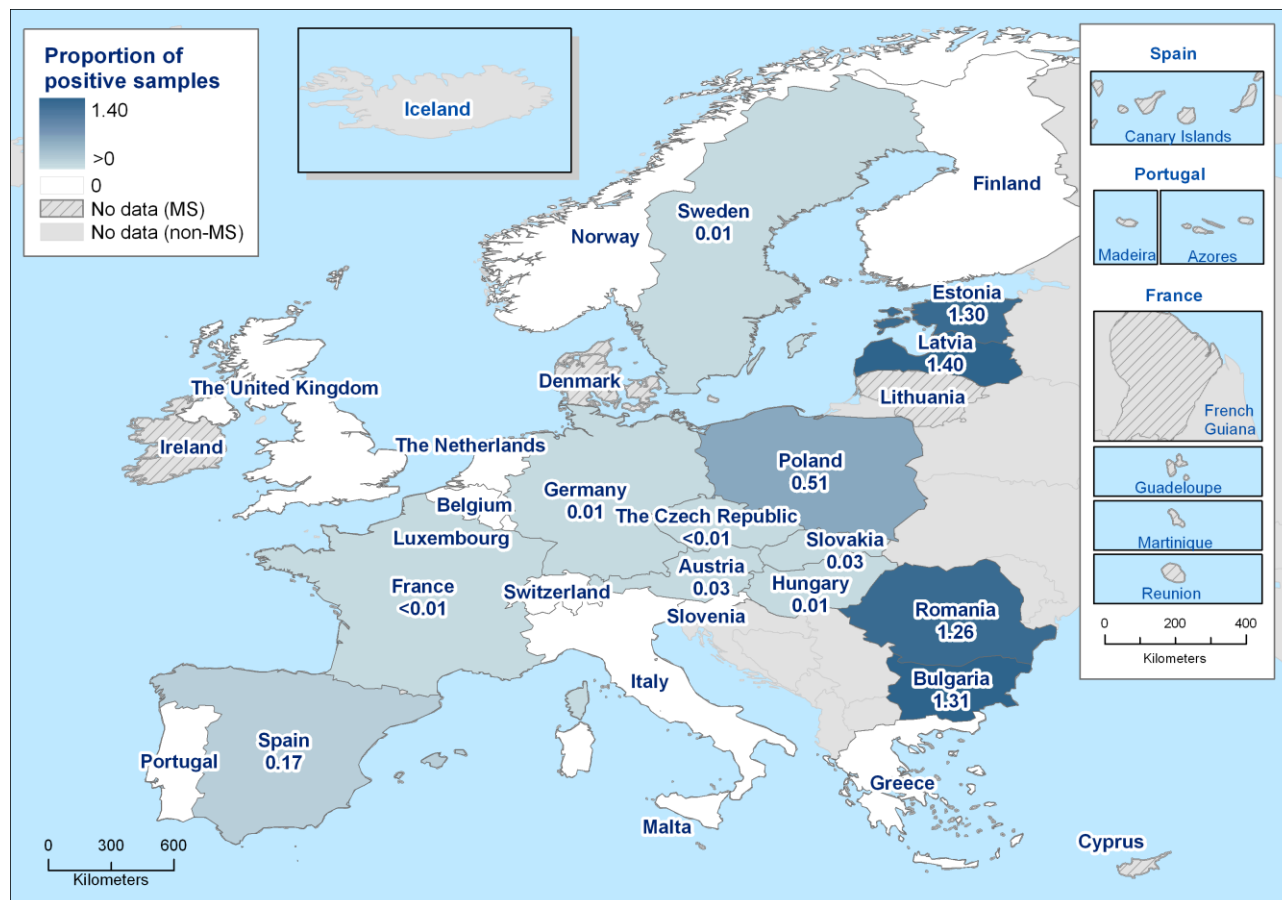 Proportion of
positive samples
1.40
>0
0
No data (MS)
No data (non-MS)
Iceland
Spain
Canary Islands
Portugal
Madeira
Azores
France
French
Guiana
Guadeloupe
Martinique
Reunion
0 200 400
Kilometers
Finland
Sweden
0.01
Norway
Estonia
1.30
Latvia
1.40
Lithuania
Denmark
The United Kingdom
Ireland
The Netherlands
Poland
0.51
Germany
0.01
Belgium
The Czech Republic
<0.01
Luxembourg
Slovakia
0.03
Austria
0.03
Hungary
0.01
France
<0.01
Switzerland
Slovenia
Romania
1.26
Bulgaria
1.31
Italy
Spain
0.17
Portugal
Greece
Malta
Cyprus
0 300 600
Kilometers